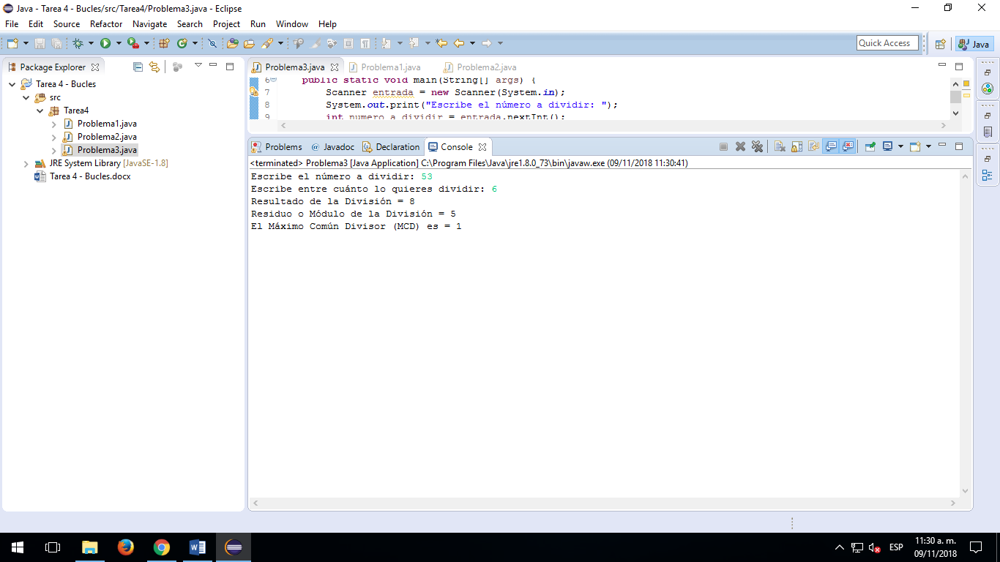 Java - Tarea 4 - Bucles/src/Tarea4/Problema3.java - Eclipse
File Edit Source Refactor Navigate Search Project Run Window Help
Quick Access
Java
Package Explorer
Tarea 4 - Bucles
src
Tarea4
Problema1.java
Problema2.java
Problema3.java
JRE System Library [JavaSE-1.8]
Tarea 4 - Bucles.docx
Problema3.java Problema1.java Problema2.java
6 public static void main(String[] args) {
7 Scanner entrada = new Scanner(System.in);
8 System.out.print("Escribe el número a dividir: ");
9 int numero_a_dividir = entrada.nextInt();
Problems @ Javadoc Declaration Console
<terminated> Problema3 [Java Application] C:\Program Files\Java\jre1.8.0_73\bin\javaw.exe (09/11/2018 11:30:41)
Escribe el número a dividir: 53
Escribe entre cuánto lo quieres dividir: 6
Resultado de la División = 8
Residuo o Módulo de la División = 5
El Máximo Común Divisor (MCD) es = 1
ESP
11:30 a. m.
09/11/2018